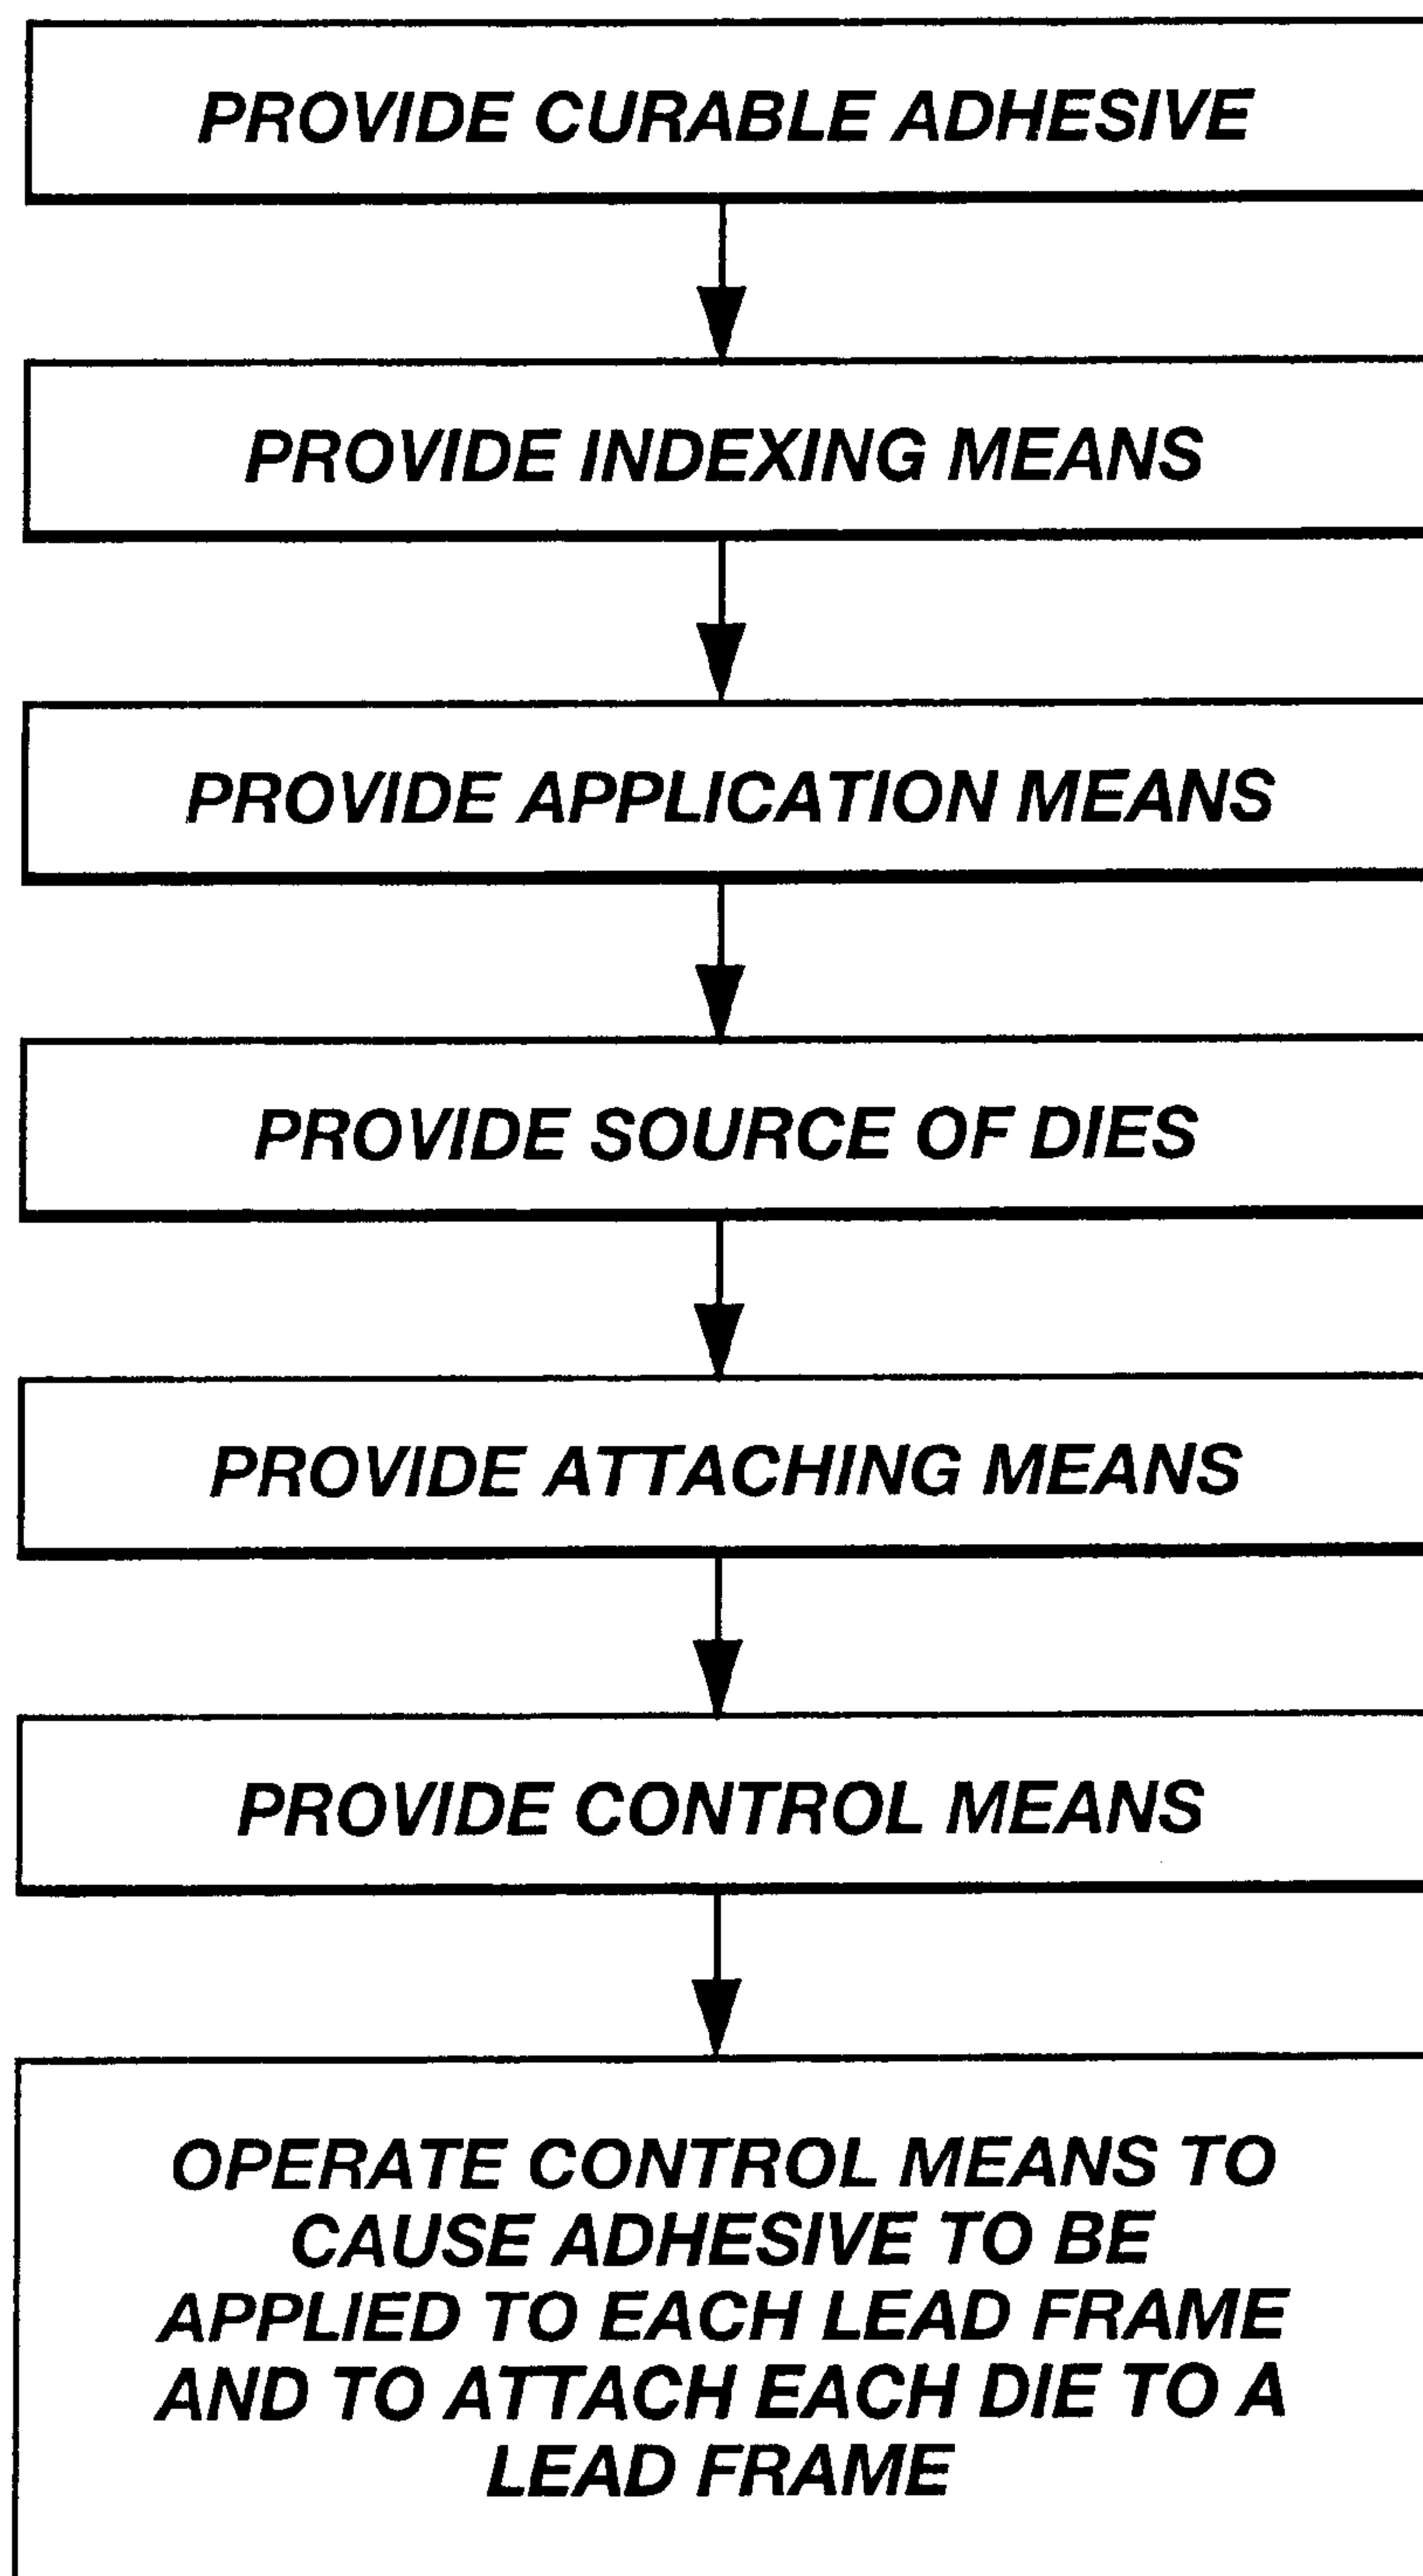 PROVIDE CURABLE ADHESIVE
PROVIDE INDEXING MEANS
PROVIDE APPLICATION MEANS
PROVIDE SOURCE OF DIES
PROVIDE ATTACHING MEANS
PROVIDE CONTROL MEANS
OPERATE CONTROL MEANS TO
CAUSE ADHESIVE TO BE
APPLIED TO EACH LEAD FRAME
AND TO ATTACH EACH DIE TO A
LEAD FRAME